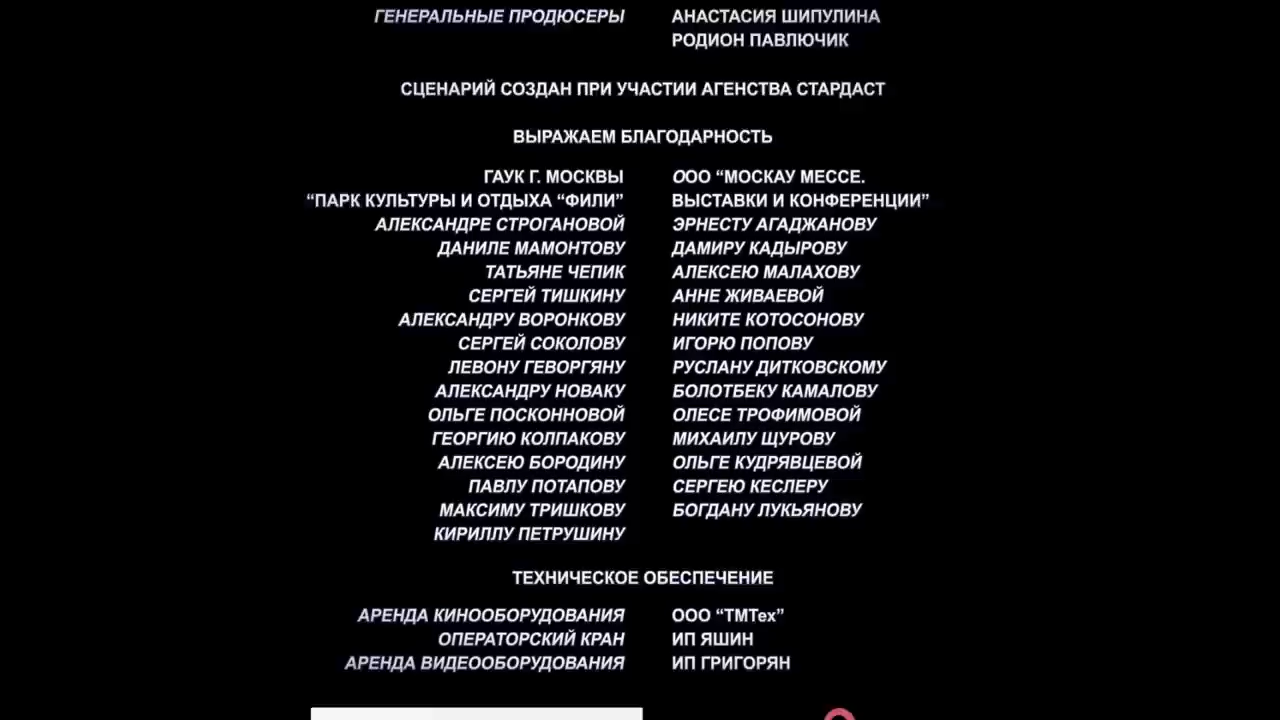 ГЕНЕРАЛЬНЫЕ ПРОДЮСЕРЫ АНАСТАСИЯ ШИПУЛИНА
РОДИОН ПАВЛЮЧИК
СЦЕНАРИЙ СОЗДАН ПРИ УЧАСТИИ АГЕНСТВА СТАРДАСТ
ВЫРАЖАЕМ БЛАГОДАРНОСТЬ
ГАУК Г. МОСКВЫ ООО “МОСКАУ МЕССЕ.
“ПАРК КУЛЬТУРЫ И ОТДЫХА “ФИЛИ” ВЫСТАВКИ И КОНФЕРЕНЦИИ”
АЛЕКСАНДРЕ СТРОГАНОВОЙ ЭРНЕСТУ АГАДЖАНОВУ
ДАНИЛЕ МАМОНТОВУ ДАМИРУ КАДЫРОВУ
ТАТЬЯНЕ ЧЕПИК АЛЕКСЕЮ МАЛАХОВУ
СЕРГЕЙ ТИШКИНУ АННЕ ЖИВАЕВОЙ
АЛЕКСАНДРУ ВОРОНКОВУ НИКИТЕ КОТОСОНОВУ
СЕРГЕЙ СОКОЛОВУ ИГОРЮ ПОПОВУ
ЛЕВОНУ ГЕВОРГЯНУ РУСЛАНУ ДИТКОВСКОМУ
АЛЕКСАНДРУ НОВАКУ БОЛОТБЕКУ КАМАЛОВУ
ОЛЬГЕ ПОСКОННОВОЙ ОЛЕСЕ ТРОФИМОВОЙ
ГЕОРГИЮ КОЛПАКОВУ МИХАИЛУ ЩУРОВУ
АЛЕКСЕЮ БОРОДИНУ ОЛЬГЕ КУДРЯВЦЕВОЙ
ПАВЛУ ПОТАПОВУ СЕРГЕЮ КЕСЛЕРУ
МАКСИМУ ТРИШКОВУ БОГДАНУ ЛУКЬЯНОВУ
КИРИЛЛУ ПЕТРУШИНУ
ТЕХНИЧЕСКОЕ ОБЕСПЕЧЕНИЕ
АРЕНДА КИНООБОРУДОВАНИЯ ООО “ТМТех”
ОПЕРАТОРСКИЙ КРАН ИП ЯШИН
АРЕНДА ВИДЕООБОРУДОВАНИЯ ИП ГРИГОРЯН